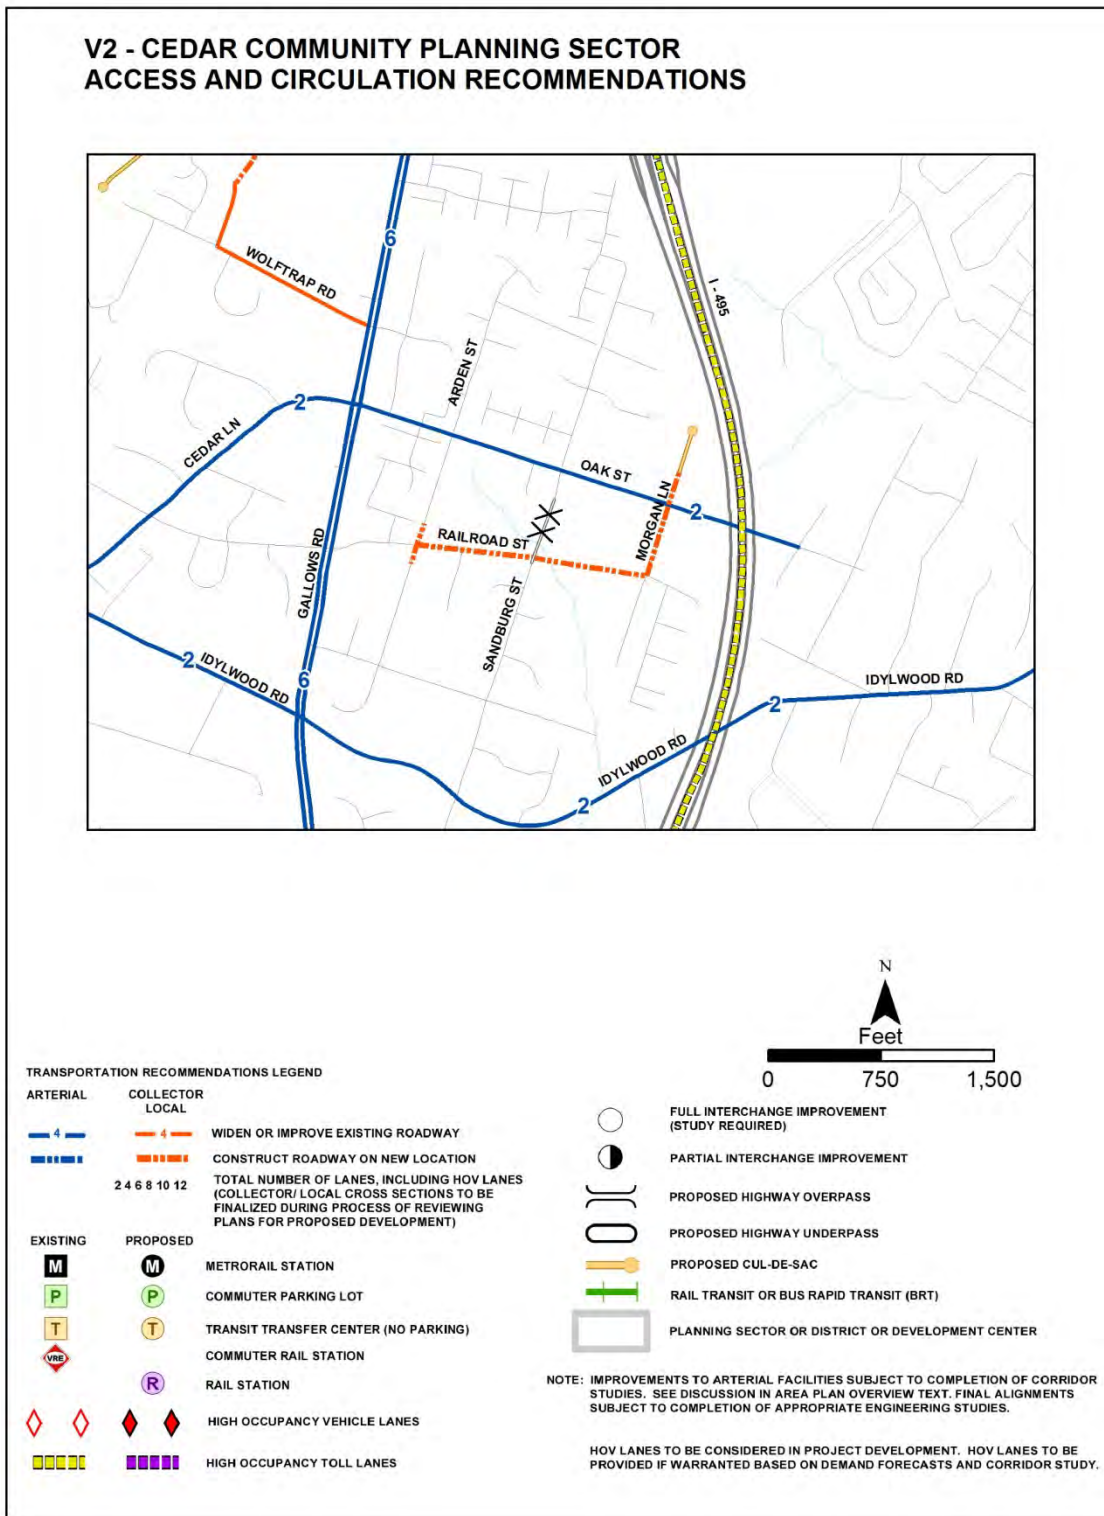 V2 - CEDAR COMMUNITY PLANNING SECTOR
ACCESS AND CIRCULATION RECOMMENDATIONS
6
WOLFTRAP RD
I - 495
ARDEN ST
2
CEDAR LN
OAK ST
2
MORGAN LN
RAILROAD ST
GALLOWS RD
SANDBURG ST
2
IDYLWOOD RD
6
IDYLWOOD RD
2
IDYLWOOD RD
2
N
Feet
0 750 1,500
TRANSPORTATION RECOMMENDATIONS LEGEND
ARTERIAL COLLECTOR
LOCAL
4 4 WIDEN OR IMPROVE EXISTING ROADWAY
CONSTRUCT ROADWAY ON NEW LOCATION
2 4 6 8 10 12 TOTAL NUMBER OF LANES, INCLUDING HOV LANES
(COLLECTOR/ LOCAL CROSS SECTIONS TO BE
FINALIZED DURING PROCESS OF REVIEWING
PLANS FOR PROPOSED DEVELOPMENT)
EXISTING PROPOSED
M M METRORAIL STATION
P P COMMUTER PARKING LOT
T T TRANSIT TRANSFER CENTER (NO PARKING)
VRE COMMUTER RAIL STATION
R RAIL STATION
HIGH OCCUPANCY VEHICLE LANES
HIGH OCCUPANCY TOLL LANES
FULL INTERCHANGE IMPROVEMENT
(STUDY REQUIRED)
PARTIAL INTERCHANGE IMPROVEMENT
PROPOSED HIGHWAY OVERPASS
PROPOSED HIGHWAY UNDERPASS
PROPOSED CUL-DE-SAC
RAIL TRANSIT OR BUS RAPID TRANSIT (BRT)
PLANNING SECTOR OR DISTRICT OR DEVELOPMENT CENTER
NOTE: IMPROVEMENTS TO ARTERIAL FACILITIES SUBJECT TO COMPLETION OF CORRIDOR
STUDIES. SEE DISCUSSION IN AREA PLAN OVERVIEW TEXT. FINAL ALIGNMENTS
SUBJECT TO COMPLETION OF APPROPRIATE ENGINEERING STUDIES.
HOV LANES TO BE CONSIDERED IN PROJECT DEVELOPMENT. HOV LANES TO BE
PROVIDED IF WARRANTED BASED ON DEMAND FORECASTS AND CORRIDOR STUDY.